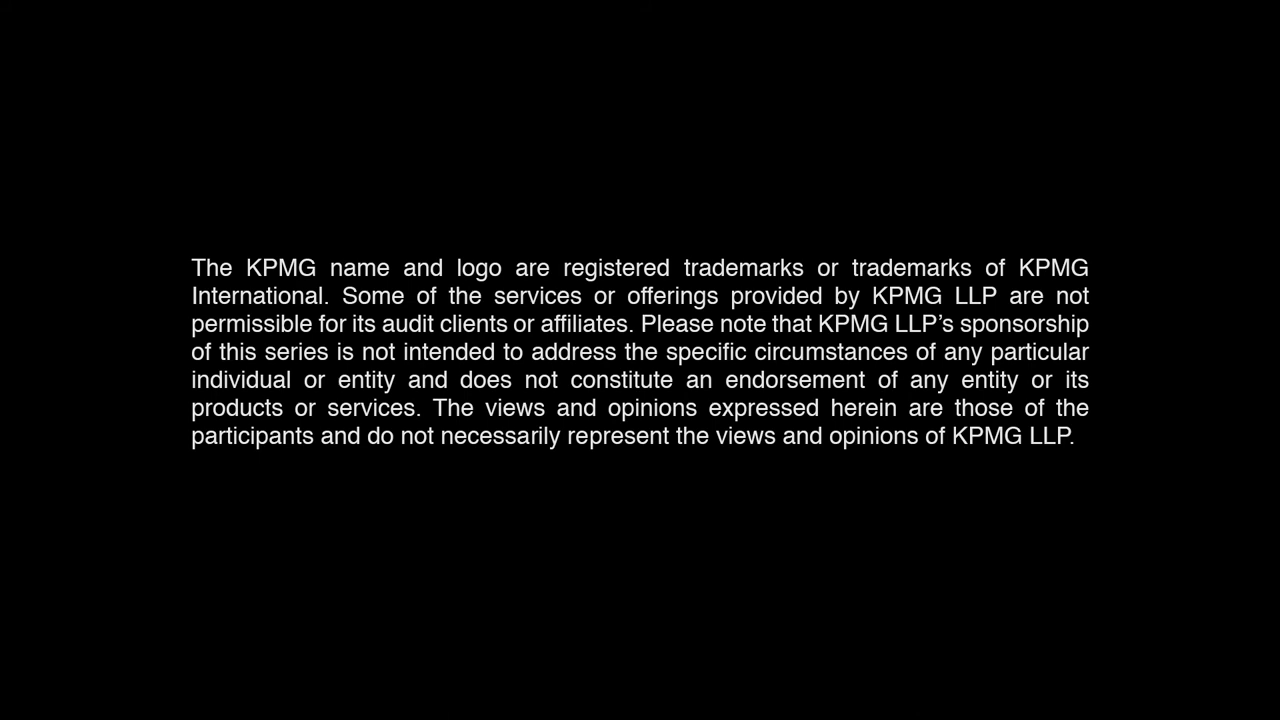 The KPMG name and logo are registered trademarks or trademarks of KPMG
International. Some of the services or offerings provided by KPMG LLP are not
permissible for its audit clients or affiliates. Please note that KPMG LLP’s sponsorship
of this series is not intended to address the specific circumstances of any particular
individual or entity and does not constitute an endorsement of any entity or its
products or services. The views and opinions expressed herein are those of the
participants and do not necessarily represent the views and opinions of KPMG LLP.